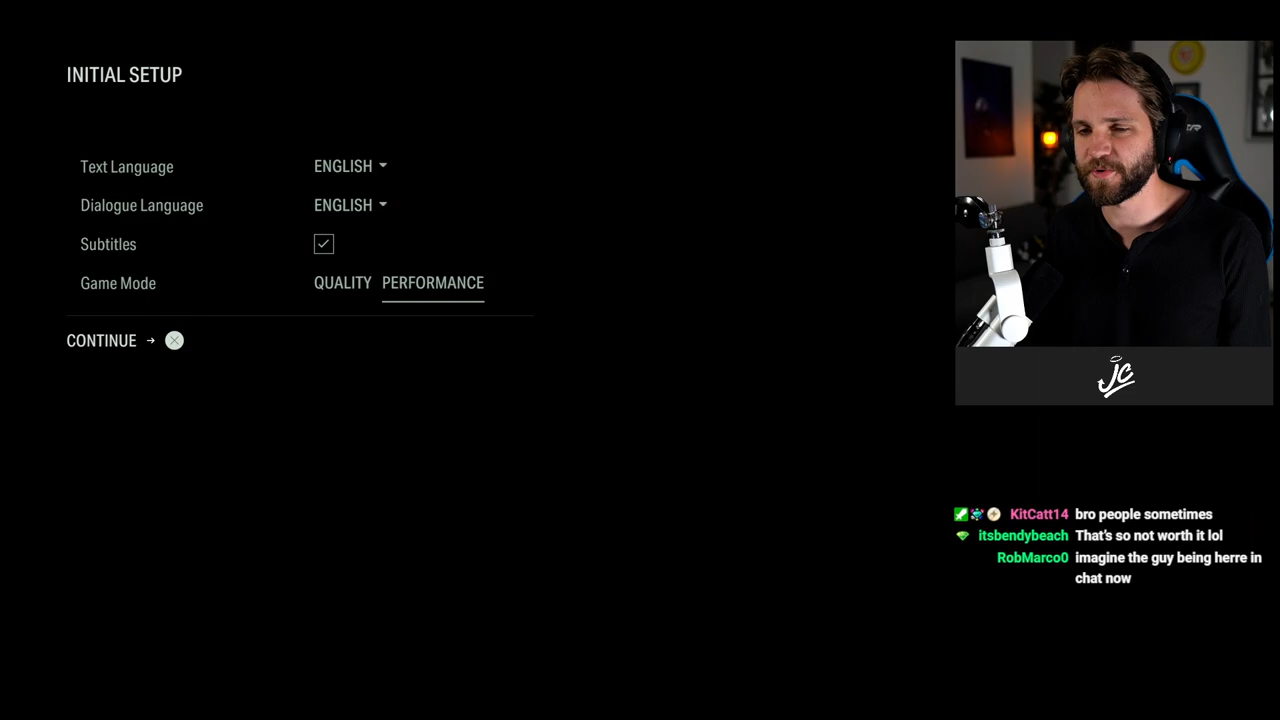 INITIAL SETUP
Text Language ENGLISH
Dialogue Language ENGLISH
Subtitles
Game Mode QUALITY PERFORMANCE
CONTINUE
JC
KitCatt14 bro people sometimes
itsbendybeach That's so not worth it lol
RobMarco0 imagine the guy being herre in
chat now